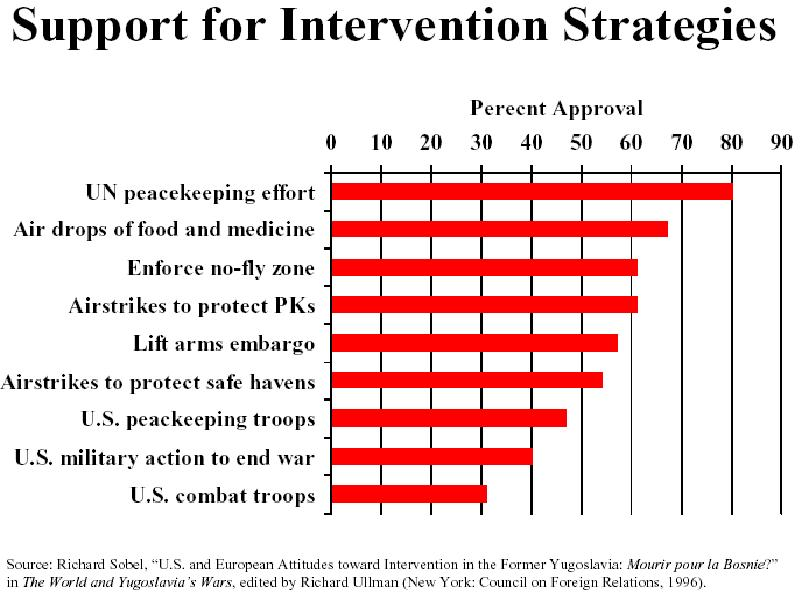 Support for Intervention Strategies
Perecnt Approval
0 10 20 30 40 50 60 70 80 90
UN peacekeeping effort
Air drops of food and medicine
Enforce no-fly zone
Airstrikes to protect PKs
Lift arms embargo
Airstrikes to protect safe havens
U.S. peackeeping troops
U.S. military action to end war
U.S. combat troops
Source: Richard Sobel, “U.S. and European Attitudes toward Intervention in the Former Yugoslavia: Mourir pour la Bosnie?”
in The World and Yugoslavia’s Wars, edited by Richard Ullman (New York: Council on Foreign Relations, 1996).